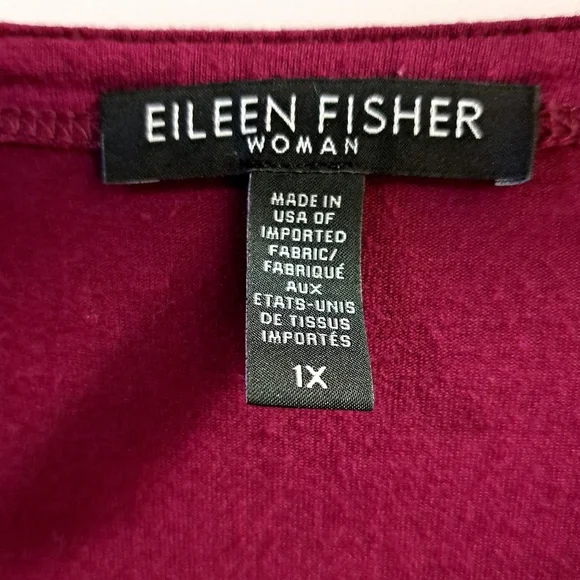 EILEEN FISHER
WOMAN
MADE IN
USA OF
IMPORTED
FABRIC/
FABRIQUÉ
AUX
ETATS-UNIS
DE TISSUS
IMPORTÉS
1X